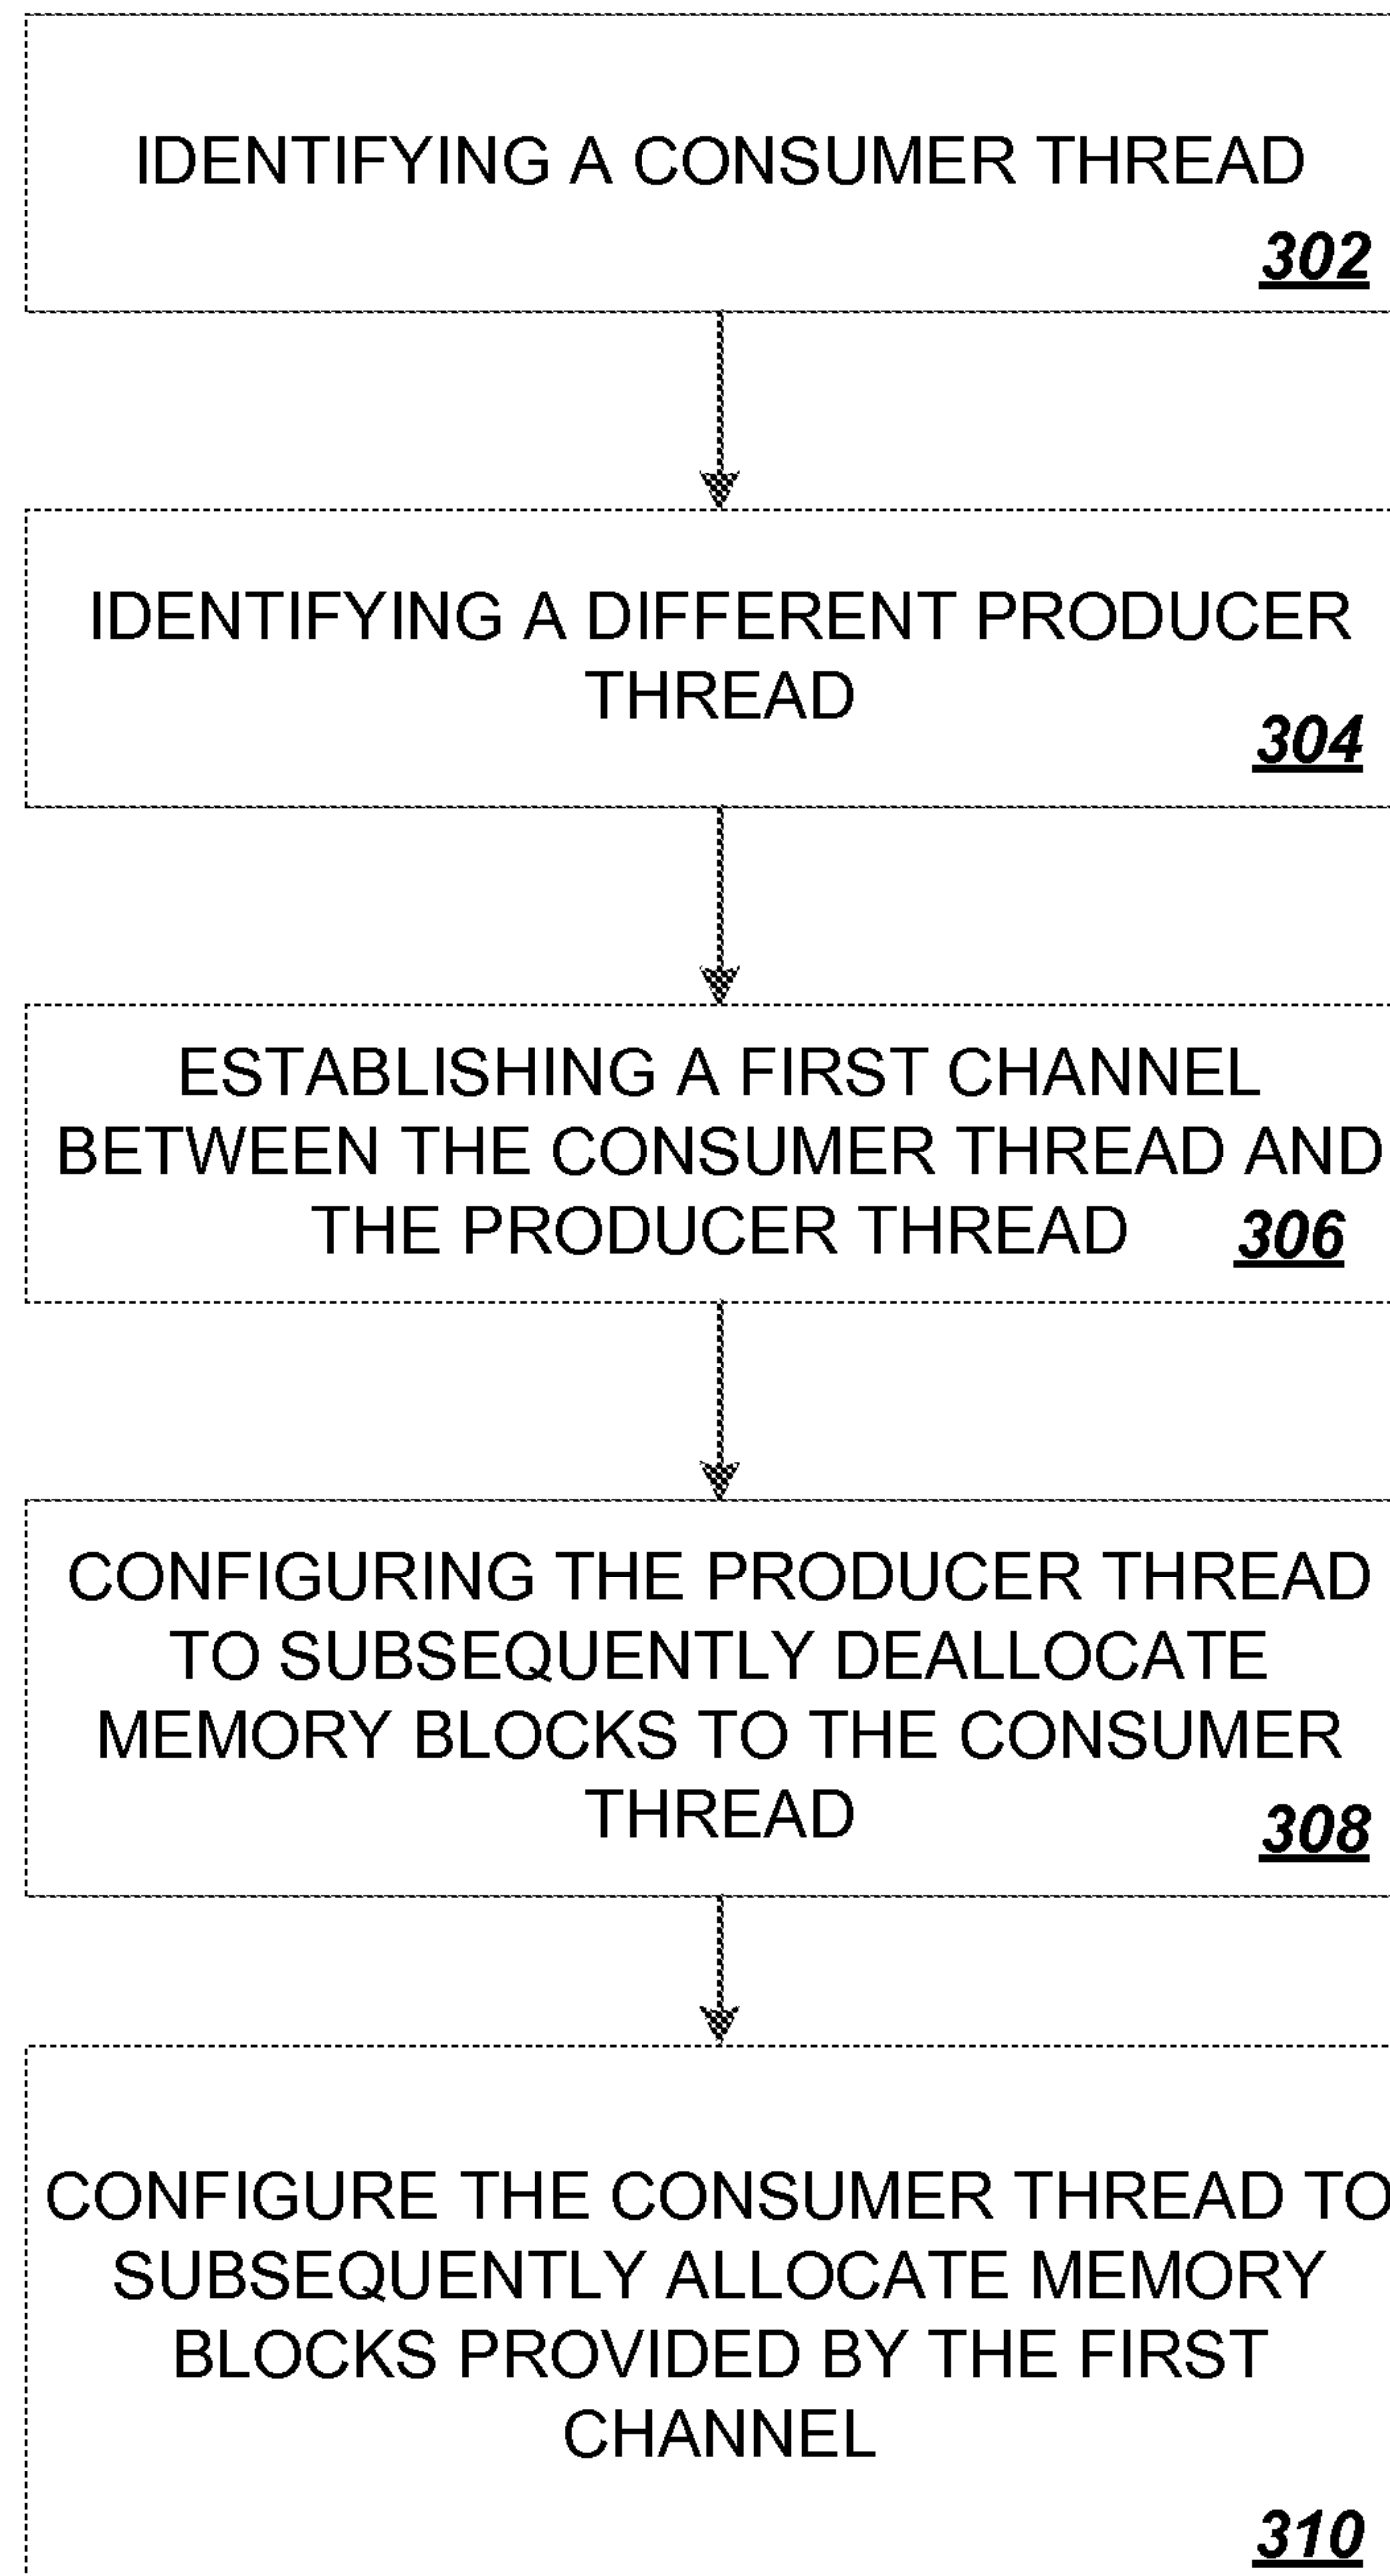 IDENTIFYING A CONSUMER THREAD
302
IDENTIFYING A DIFFERENT PRODUCER
THREAD
304
ESTABLISHING A FIRST CHANNEL
BETWEEN THE CONSUMER THREAD AND
THE PRODUCER THREAD 306
CONFIGURING THE PRODUCER THREAD
TO SUBSEQUENTLY DEALLOCATE
MEMORY BLOCKS TO THE CONSUMER
THREAD
308
CONFIGURE THE CONSUMER THREAD TO
SUBSEQUENTLY ALLOCATE MEMORY
BLOCKS PROVIDED BY THE FIRST
CHANNEL
310